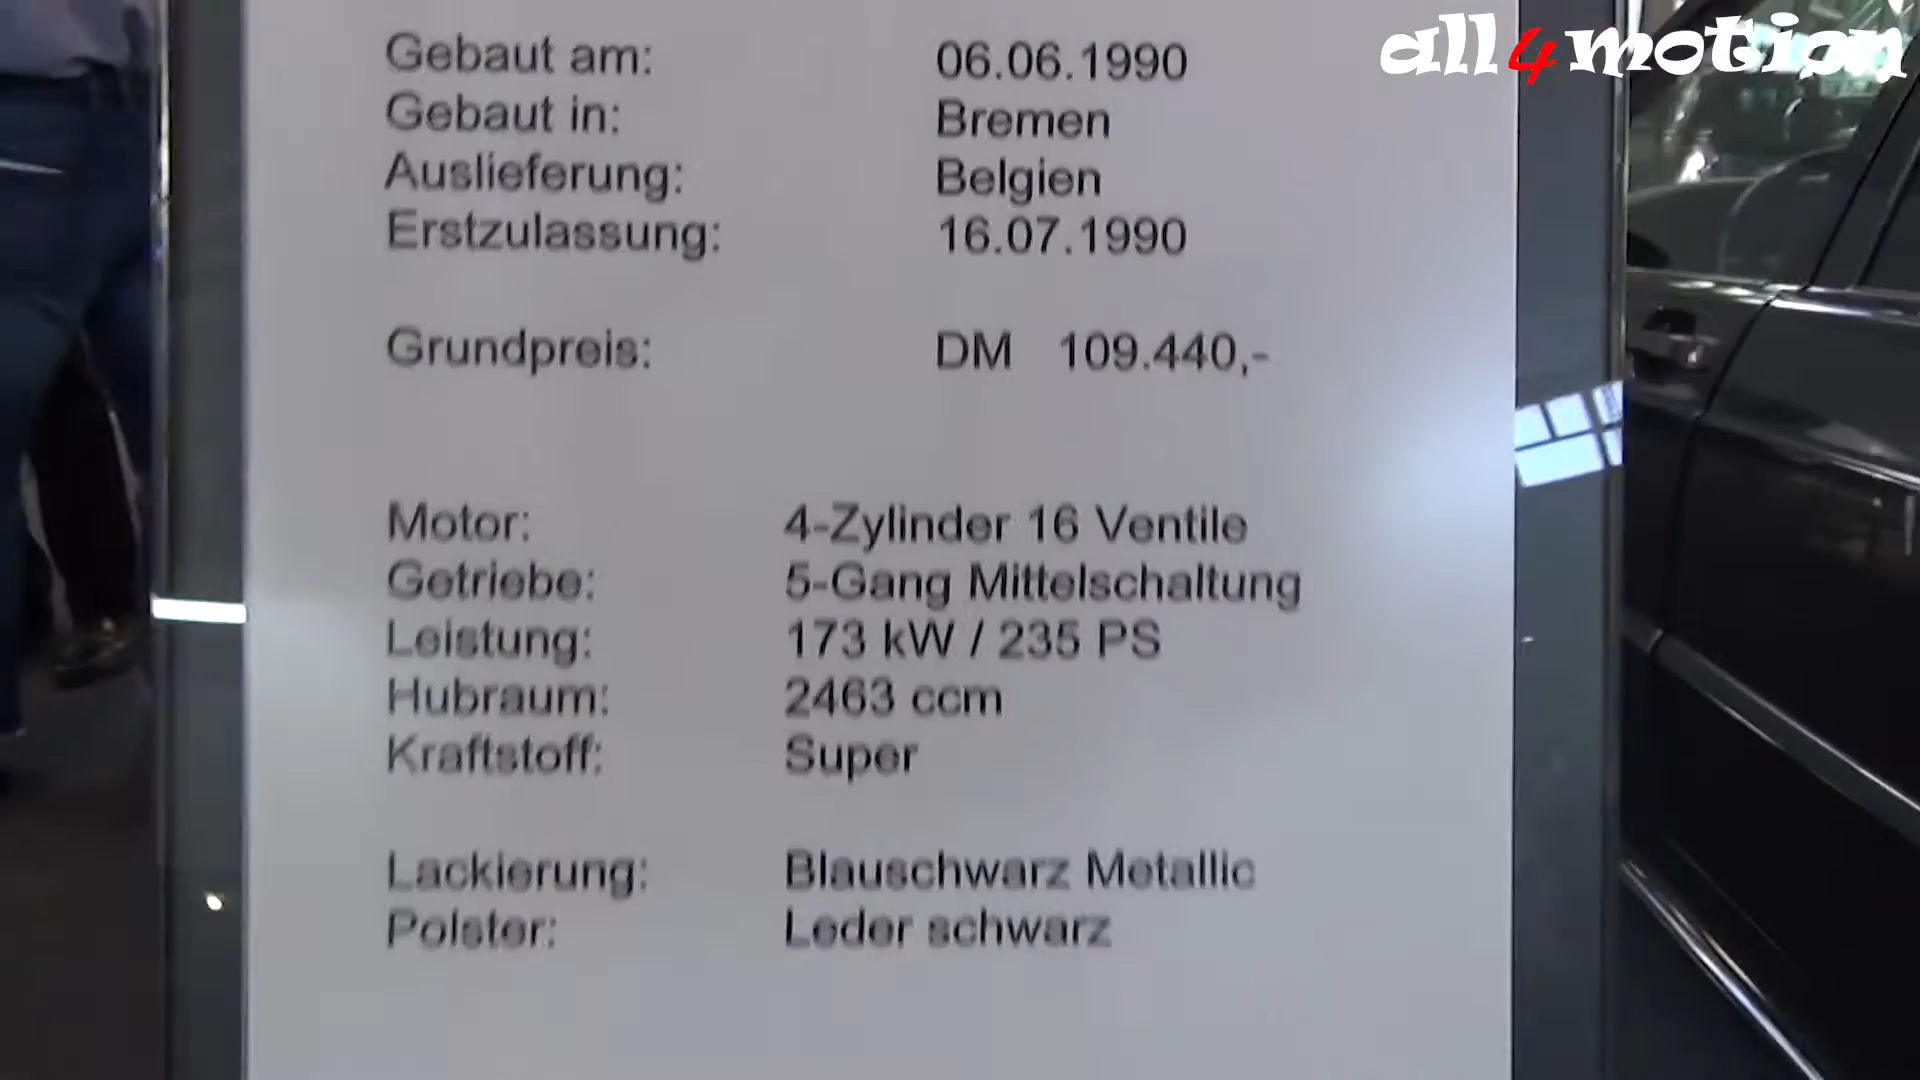 all4motion
Gebaut am: 06.06.1990
Gebaut in: Bremen
Auslieferung: Belgien
Erstzulassung: 16.07.1990
Grundpreis: DM 109.440,-
Motor: 4-Zylinder 16 Ventile
Getriebe: 5-Gang Mittelschaltung
Leistung: 173 kW / 235 PS
Hubraum: 2463 ccm
Kraftstoff: Super
Lackierung: Blauschwarz Metallic
Polster: Leder schwarz